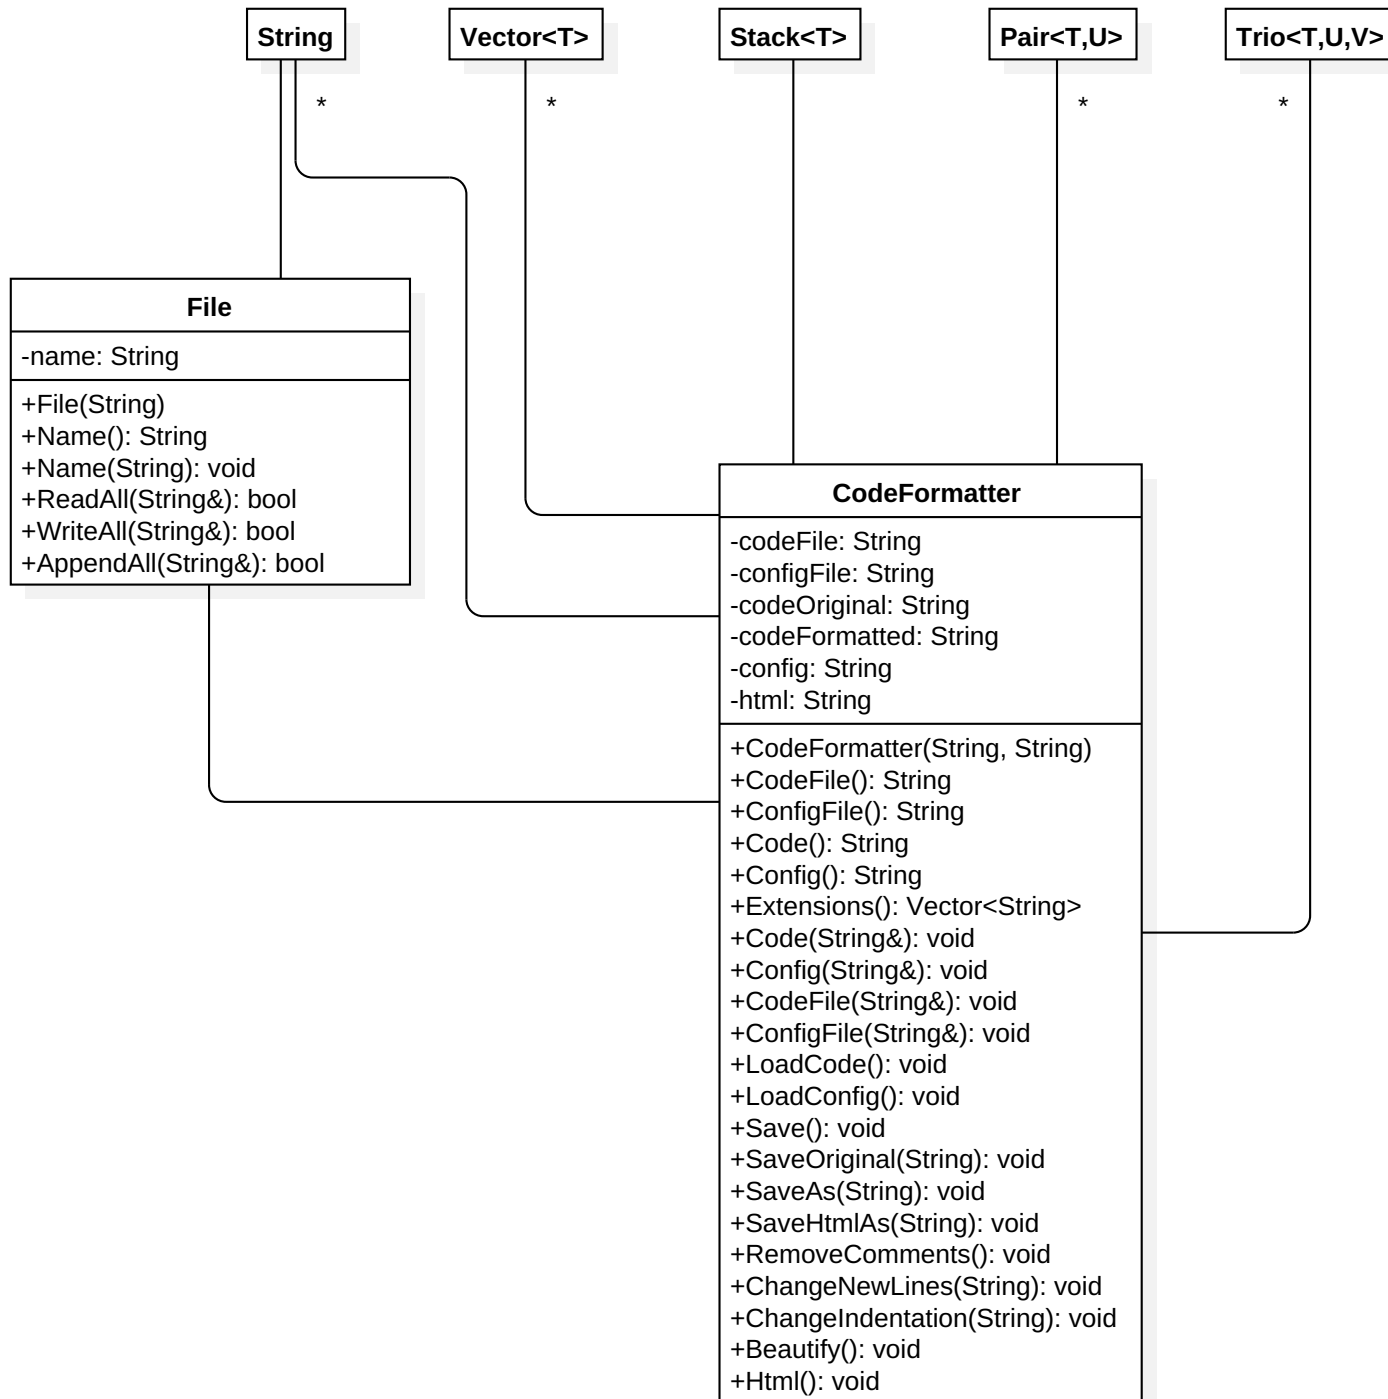 String
Vector<T>
Stack<T>
Pair<T,U>
Trio<T,U,V>
*
*
*
*
File
-name: String
+File(String)
+Name(): String
+Name(String): void
+ReadAll(String&): bool
+WriteAll(String&): bool
+AppendAll(String&): bool
CodeFormatter
-codeFile: String
-configFile: String
-codeOriginal: String
-codeFormatted: String
-config: String
-html: String
+CodeFormatter(String, String)
+CodeFile(): String
+ConfigFile(): String
+Code(): String
+Config(): String
+Extensions(): Vector<String>
+Code(String&): void
+Config(String&): void
+CodeFile(String&): void
+ConfigFile(String&): void
+LoadCode(): void
+LoadConfig(): void
+Save(): void
+SaveOriginal(String): void
+SaveAs(String): void
+SaveHtmlAs(String): void
+RemoveComments(): void
+ChangeNewLines(String): void
+ChangeIndentation(String): void
+Beautify(): void
+Html(): void